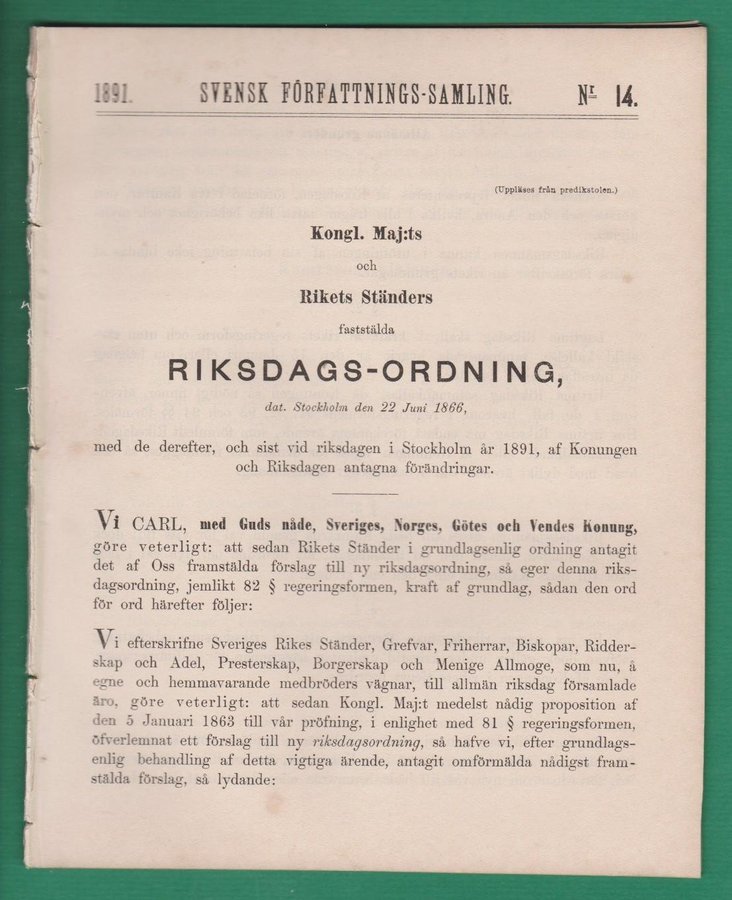 1891. SVENSK FÖRFATTNINGS-SAMLING. Nr 14.
(Uppläses från predikstolen.)
Kongl. Maj:ts
och
Rikets Ständers
fastställda
RIKSDAGS-ORDNING,
dat. Stockholm den 22 Juni 1866,
med de derefter, och sist vid riksdagen i Stockholm år 1891, af Konungen
och Riksdagen antagna förändringar.
Vi CARL, med Guds nåde, Sveriges, Norges, Götes och Vendes Konung,
göre veterligt: att sedan Rikets Ständer i grundlagsenlig ordning antagit
det af Oss framstälda förslag till ny riksdagsordning, så eger denna riks-
dagsordning, jemlikt 82 § regeringsformen, kraft af grundlag, sådan den ord
för ord härefter följer:
Vi efterskrifne Sveriges Rikes Ständer, Grefvar, Friherrar, Biskopar, Ridder-
skap och Adel, Presterskap, Borgerskap och Menige Allmoge, som nu, å
egne och hemmavarande medbröders vägnar, till allmän riksdag församlade
äro, göre veterligt: att sedan Kongl. Maj:t medelst nådig proposition af
den 5 Januari 1863 till vår pröfning, i enlighet med 81 § regeringsformen,
öfverlemnat ett förslag till ny riksdagsordning, så hafve vi, efter grundlags-
enlig behandling af detta vigtiga ärende, antagit omförmälda nådigst fram-
stälda förslag, så lydande: